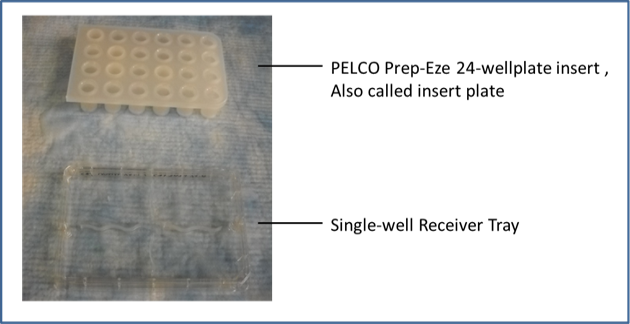 PELCO Prep-Eze 24-wellplate insert ,
Also called insert plate
Single-well Receiver Tray